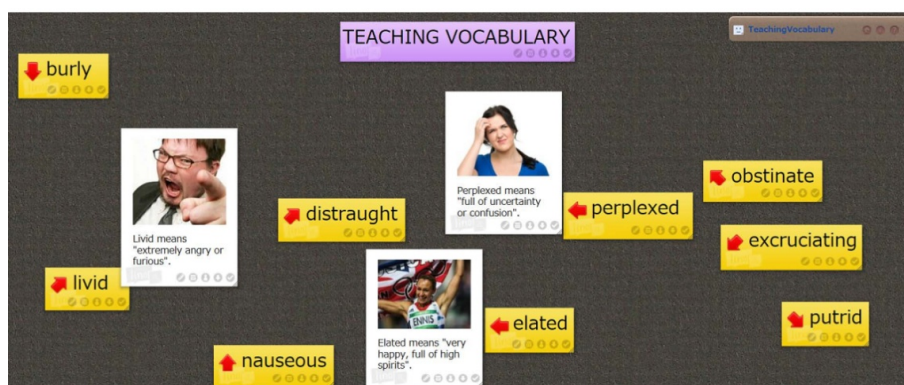 TEACHING VOCABULARY
TeachingVocabulary
burly
Livid means
"extremely angry or
furious".
livid
distraught
Perplexed means
"full of uncertainty
or confusion".
perplexed
obstinate
excruciating
putrid
ENNIS
Elated means "very
happy, full of high
spirits".
elated
nauseous